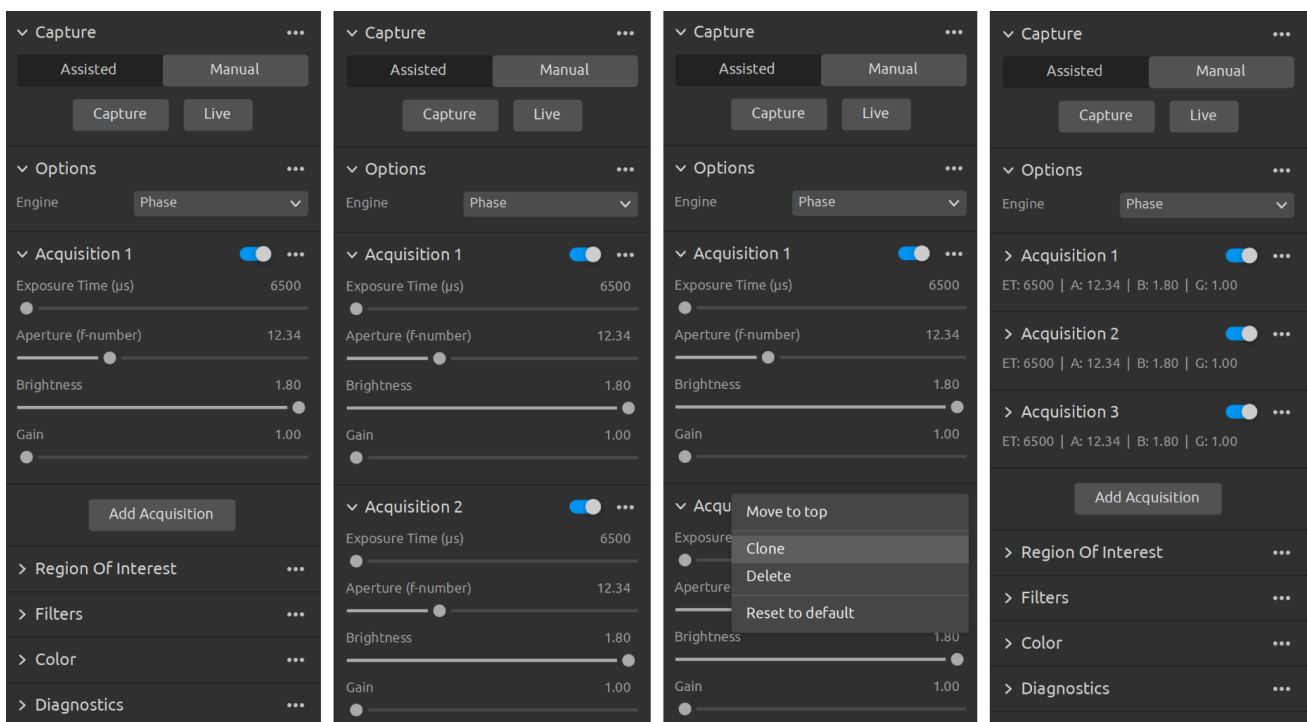 Capture •••
Assisted Manual
Capture Live
Options •••
Engine Phase
Acquisition 1 •••
Exposure Time (µs) 6500
Aperture (f-number) 12.34
Brightness 1.80
Gain 1.00
Add Acquisition
Region Of Interest •••
Filters •••
Color •••
Diagnostics •••
Capture •••
Assisted Manual
Capture Live
Options •••
Engine Phase
Acquisition 1 •••
Exposure Time (µs) 6500
Aperture (f-number) 12.34
Brightness 1.80
Gain 1.00
Acquisition 2 •••
Exposure Time (µs) 6500
Aperture (f-number) 12.34
Brightness 1.80
Gain 1.00
Capture •••
Assisted Manual
Capture Live
Options •••
Engine Phase
Acquisition 1 •••
Exposure Time (µs) 6500
Aperture (f-number) 12.34
Brightness 1.80
Gain 1.00
Acqu
Move to top
Exposure
Clone
Delete
Aperture
Reset to default
Brightness 1.80
Gain 1.00
Capture •••
Assisted Manual
Capture Live
Options •••
Engine Phase
Acquisition 1 •••
ET: 6500 | A: 12.34 | B: 1.80 | G: 1.00
Acquisition 2 •••
ET: 6500 | A: 12.34 | B: 1.80 | G: 1.00
Acquisition 3 •••
ET: 6500 | A: 12.34 | B: 1.80 | G: 1.00
Add Acquisition
Region Of Interest •••
Filters •••
Color •••
Diagnostics •••